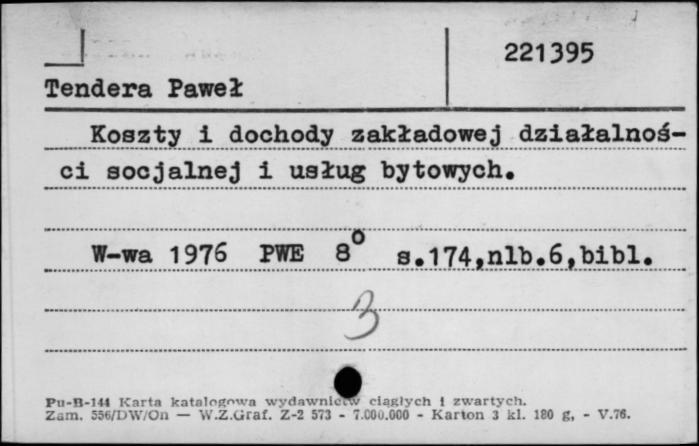 221395
Tendera Paweł
Koszty i dochody zakładowej działalnoś-
ci socjalnej i usług bytowych.
W-wa 1976 PWE 8° s.174,nlb.6,bibl.
3
Pu-B-144 Karta katalogowa wydawnictw ciągłych i zwartych.
Zam. 556/DW/On — W.Z.Graf. Z-2 573 - 7.000.000 - Karton 3 kl. 180 g, - V.76.